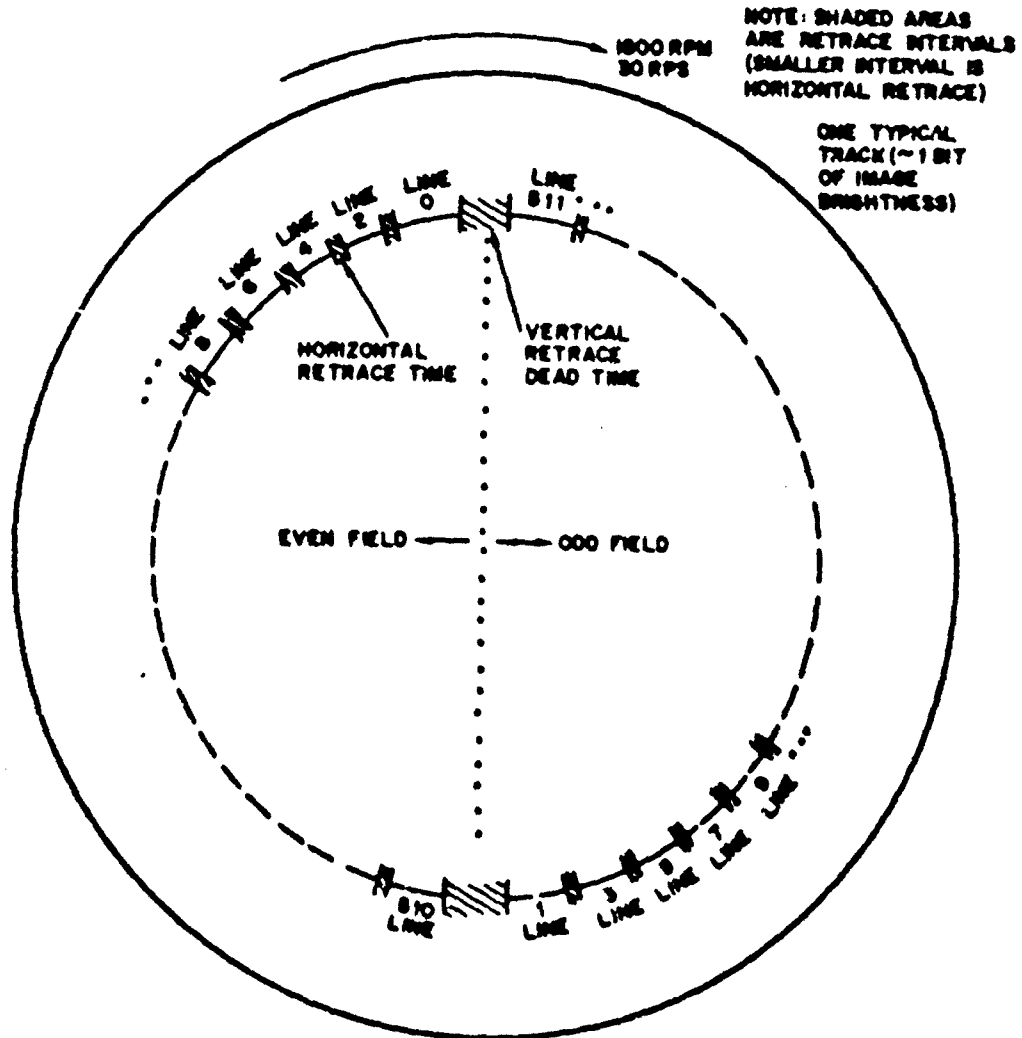 NOTE: SHADED AREAS
ARE RETRACE INTERVALS
(SMALLER INTERVAL IS
HORIZONTAL RETRACE)
1800 RPM
30 RPS
ONE TYPICAL
TRACK (~1 BIT
OF IMAGE
BRIGHTNESS)
LINE
8
LINE
6
LINE
4
LINE
2
LINE
0
LINE
511 ...
HORIZONTAL
RETRACE TIME
VERTICAL
RETRACE
DEAD TIME
EVEN FIELD
ODD FIELD
510
LINE
1
LINE
3
LINE
5
LINE
7
LINE
9
LINE
...